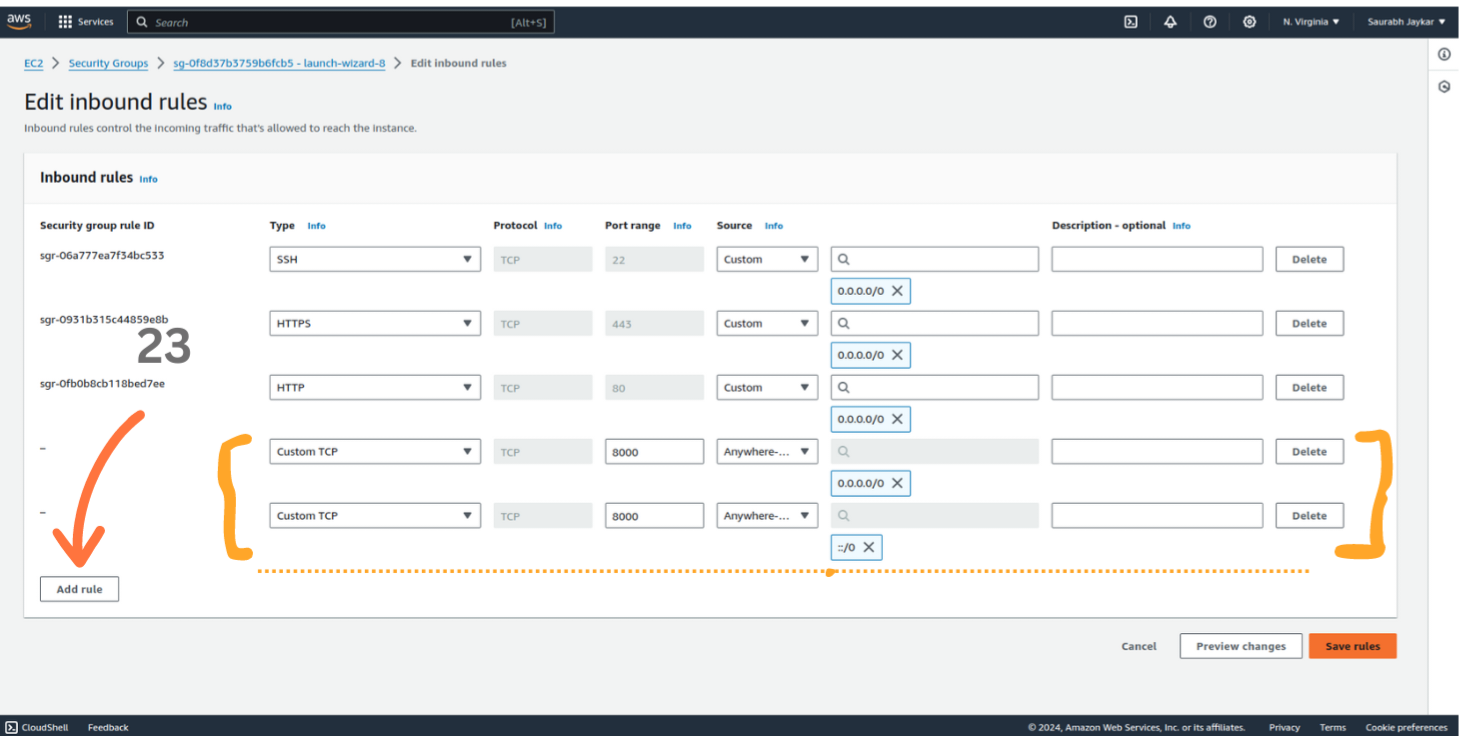 aws Services Search [Alt+S] N. Virginia ▼ Saurabh Jaykar ▼
EC2 > Security Groups > sg-0f8d37b3759b6fcb5 - launch-wizard-8 > Edit inbound rules
Edit inbound rules Info
Inbound rules control the incoming traffic that's allowed to reach the instance.
Inbound rules Info
Security group rule ID Type Info Protocol Info Port range Info Source Info Description - optional Info
sgr-06a777ea7f34bc533 SSH TCP 22 Custom Delete
0.0.0.0/0
sgr-0931b315c44859e8b HTTPS TCP 443 Custom Delete
23
0.0.0.0/0
sgr-0fb0b8cb118bed7ee HTTP TCP 80 Custom Delete
0.0.0.0/0
– Custom TCP TCP 8000 Anywhere-... Delete
0.0.0.0/0
– Custom TCP TCP 8000 Anywhere-... Delete
::/0
Add rule
Cancel Preview changes Save rules
CloudShell Feedback © 2024, Amazon Web Services, Inc. or its affiliates. Privacy Terms Cookie preferences